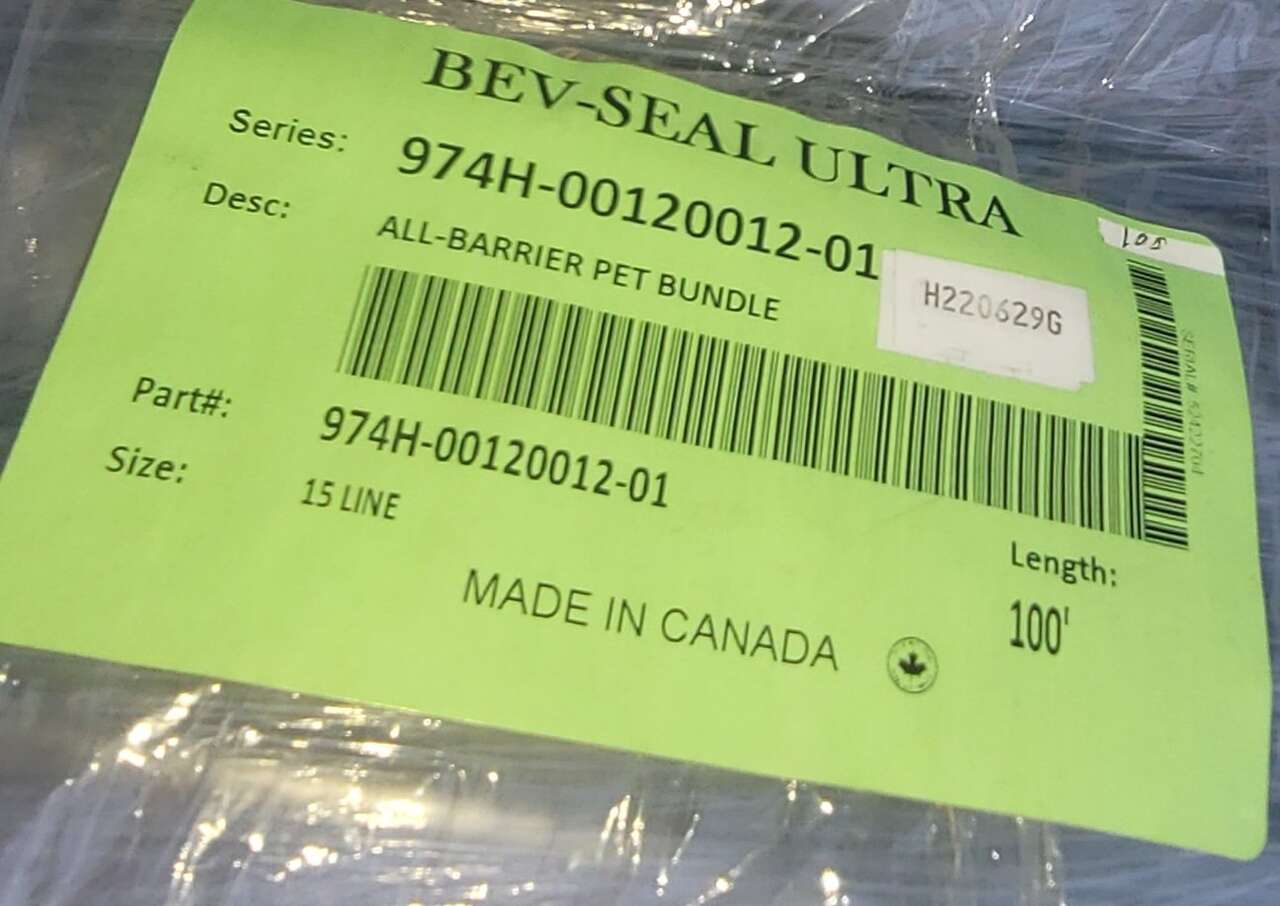 BEV-SEAL ULTRA
Series: 974H-00120012-01
Desc: ALL-BARRIER PET BUNDLE
H220629G
Part#: 974H-00120012-01
Size: 15 LINE
Length:
100'
MADE IN CANADA
SERIAL#